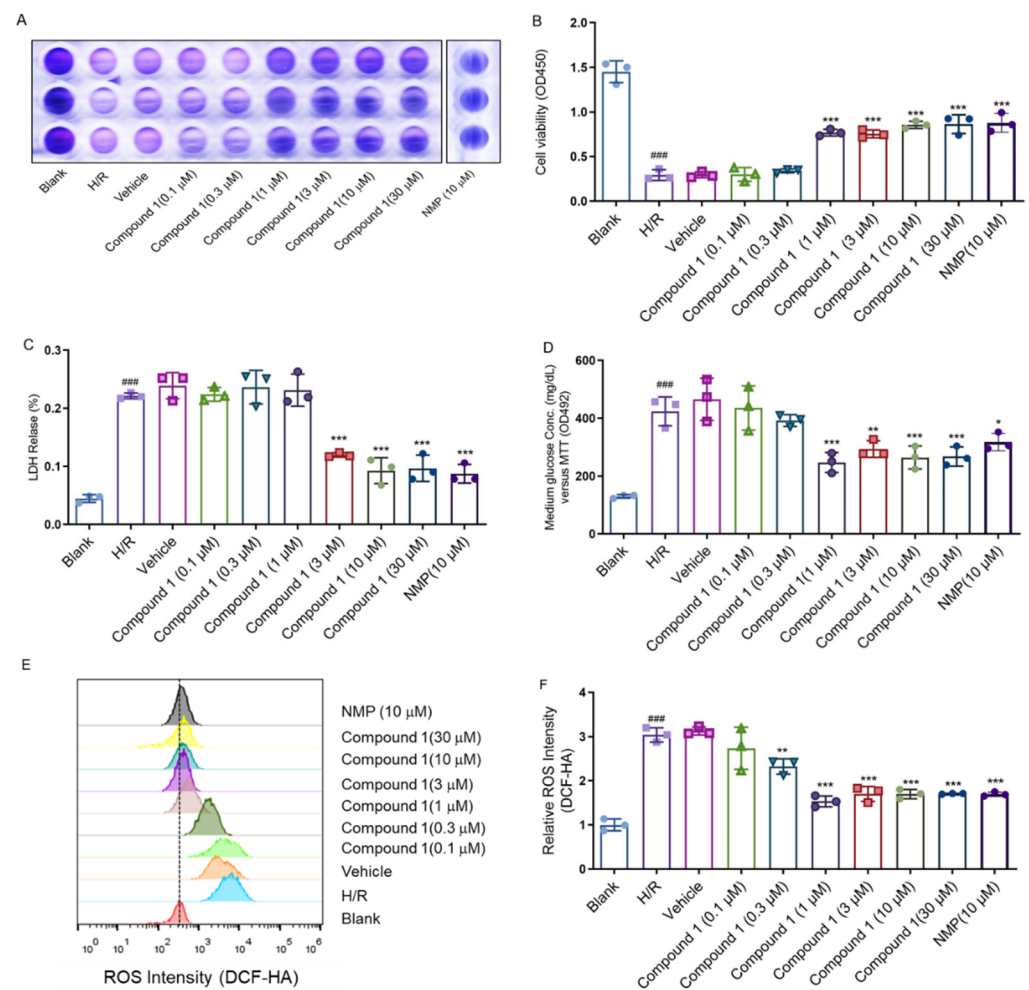 A
Blank
H/R
Vehicle
Compound 1(0.1 μM)
Compound 1(0.3 μM)
Compound 1(1 μM)
Compound 1(3 μM)
Compound 1(10 μM)
Compound 1(30 μM)
NMP (10 μM)
B
Cell viability (OD450)
2.0
1.5
1.0
0.5
0.0
###
***
***
***
***
***
Blank
H/R
Vehicle
Compound 1 (0.1 μM)
Compound 1 (0.3 μM)
Compound 1 (1 μM)
Compound 1 (3 μM)
Compound 1 (10 μM)
Compound 1 (30 μM)
NMP(10 μM)
C
LDH Relase (%)
0.3
0.2
0.1
0.0
###
***
***
***
***
Blank
H/R
Vehicle
Compound 1 (0.1 μM)
Compound 1 (0.3 μM)
Compound 1 (1 μM)
Compound 1 (3 μM)
Compound 1 (10 μM)
Compound 1 (30 μM)
NMP(10 μM)
D
Medium glucose Conc. (mg/dL)
versus MTT (OD492)
600
400
200
0
###
***
**
***
***
*
Blank
H/R
Vehicle
Compound 1 (0.1 μM)
Compound 1 (0.3 μM)
Compound 1(1 μM)
Compound 1 (3 μM)
Compound 1 (10 μM)
Compound 1 (30 μM)
NMP(10 μM)
E
NMP (10 μM)
Compound 1(30 μM)
Compound 1(10 μM)
Compound 1(3 μM)
Compound 1(1 μM)
Compound 1(0.3 μM)
Compound 1(0.1 μM)
Vehicle
H/R
Blank
10⁰ 10¹ 10² 10³ 10⁴ 10⁵ 10⁶
ROS Intensity (DCF-HA)
F
Relative ROS Intensity
(DCF-HA)
4
3
2
1
0
###
**
***
***
***
***
***
Blank
H/R
Vehicle
Compound 1 (0.1 μM)
Compound 1 (0.3 μM)
Compound 1 (1 μM)
Compound 1 (3 μM)
Compound 1 (10 μM)
Compound 1(30 μM)
NMP(10 μM)